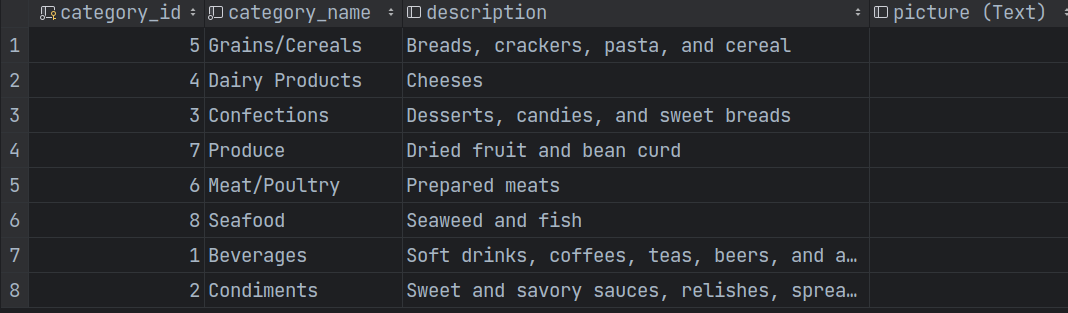 category_id category_name description picture (Text)
1 5 Grains/Cereals Breads, crackers, pasta, and cereal
2 4 Dairy Products Cheeses
3 3 Confections Desserts, candies, and sweet breads
4 7 Produce Dried fruit and bean curd
5 6 Meat/Poultry Prepared meats
6 8 Seafood Seaweed and fish
7 1 Beverages Soft drinks, coffees, teas, beers, and a…
8 2 Condiments Sweet and savory sauces, relishes, sprea…